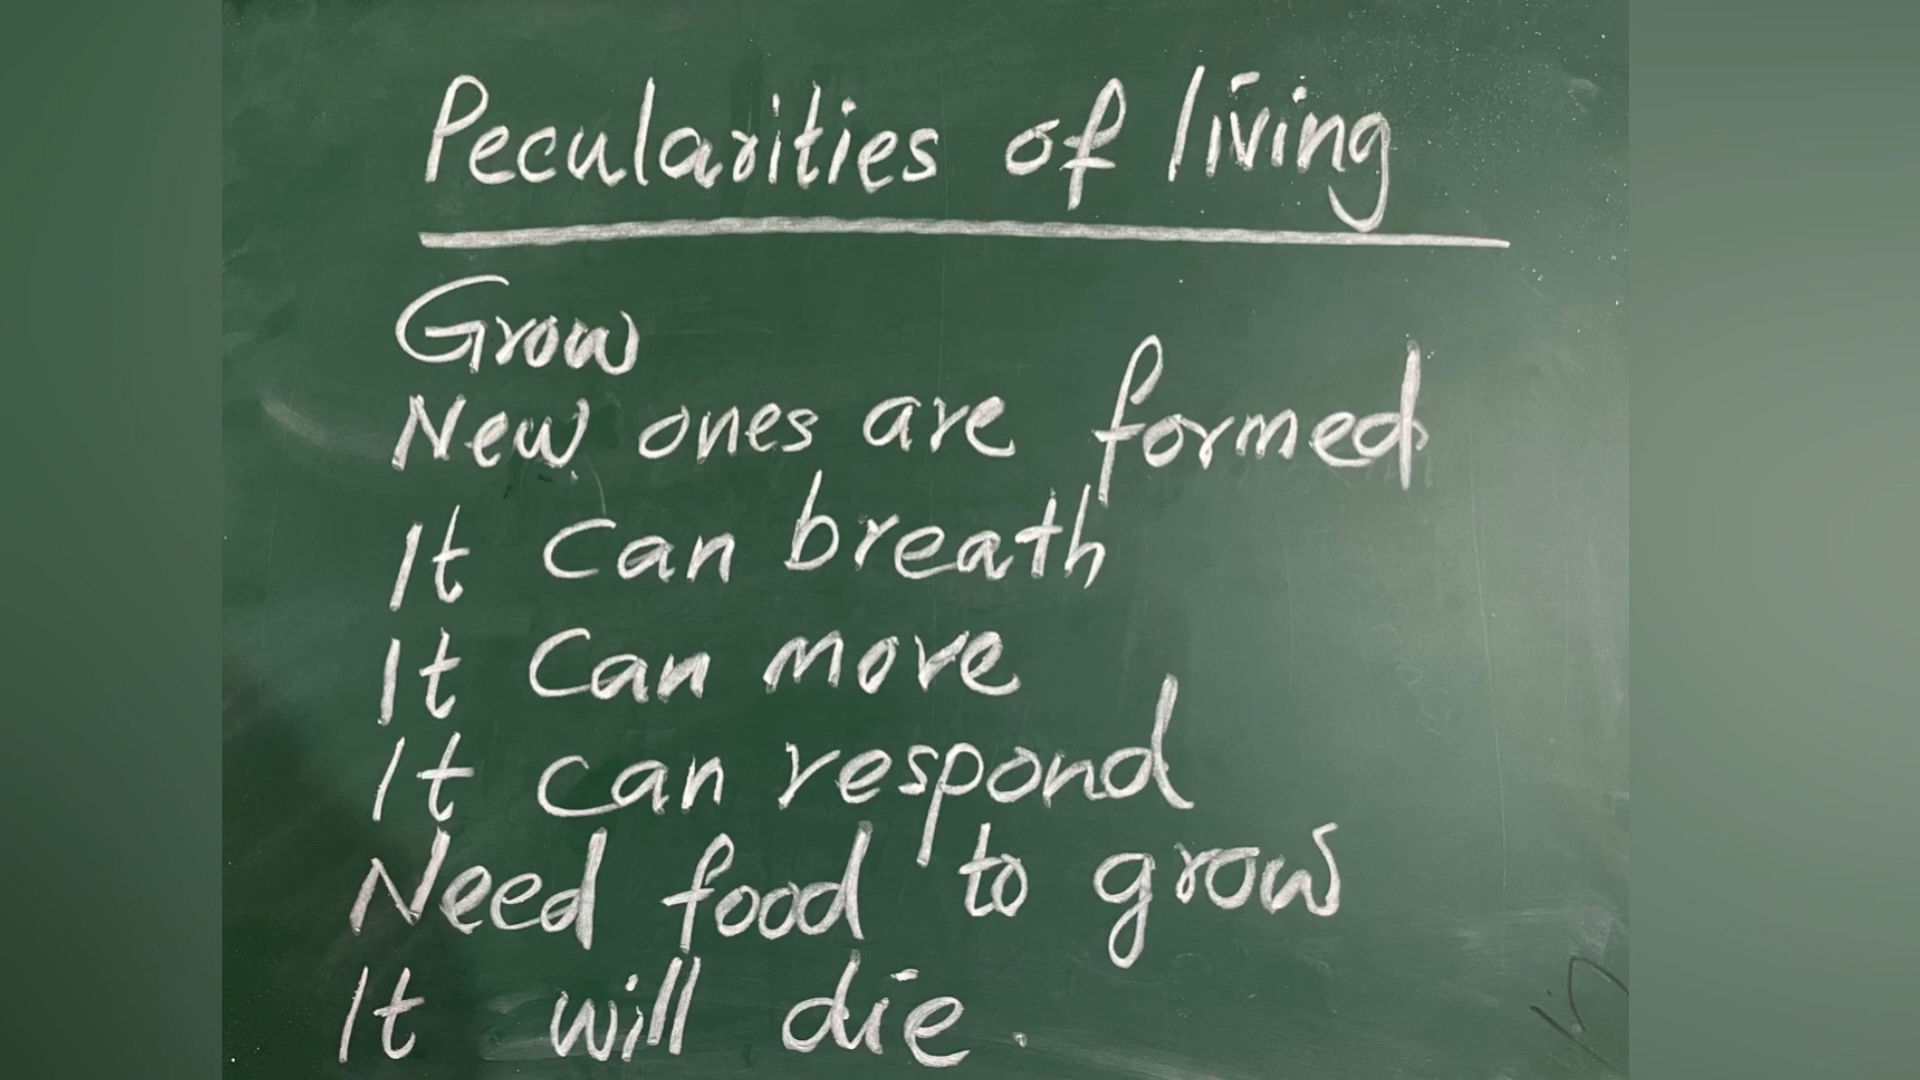 Pecularities of living
Grow
New ones are formed
It can breath
It can move
It can respond
Need food to grow
It will die.